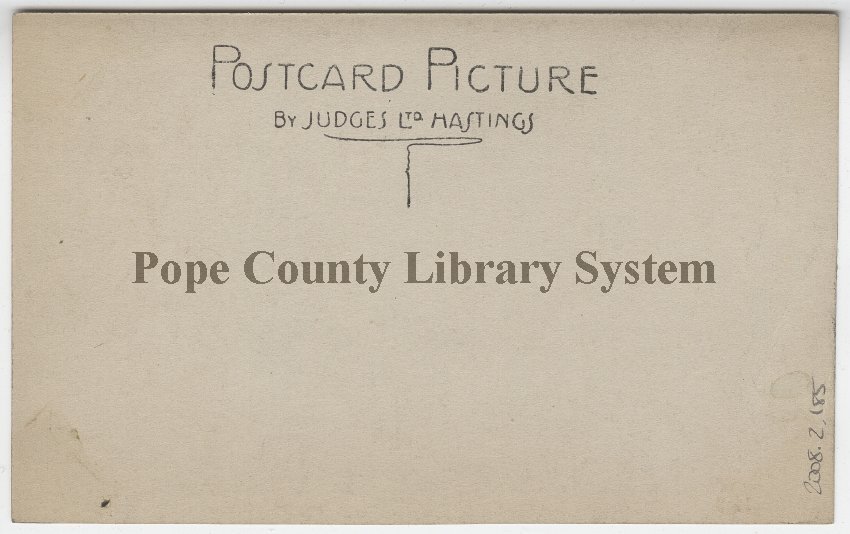 POSTCARD PICTURE
BY JUDGES LTD HASTINGS
Pope County Library System
2008.2.185